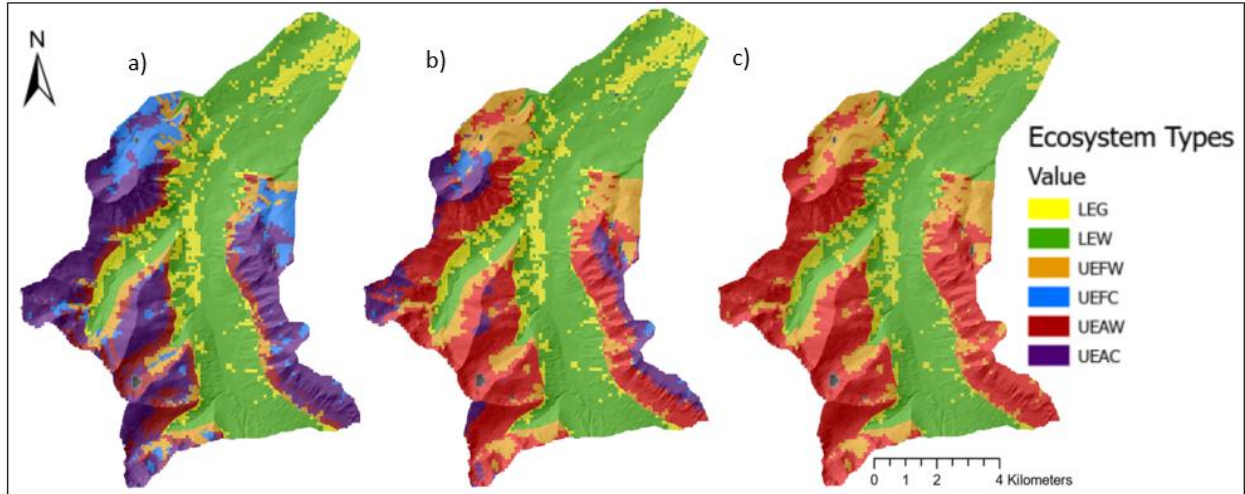 N
a)
b)
c)
Ecosystem Types
Value
LEG
LEW
UEFW
UEFC
UEAW
UEAC
0 1 2 4 Kilometers